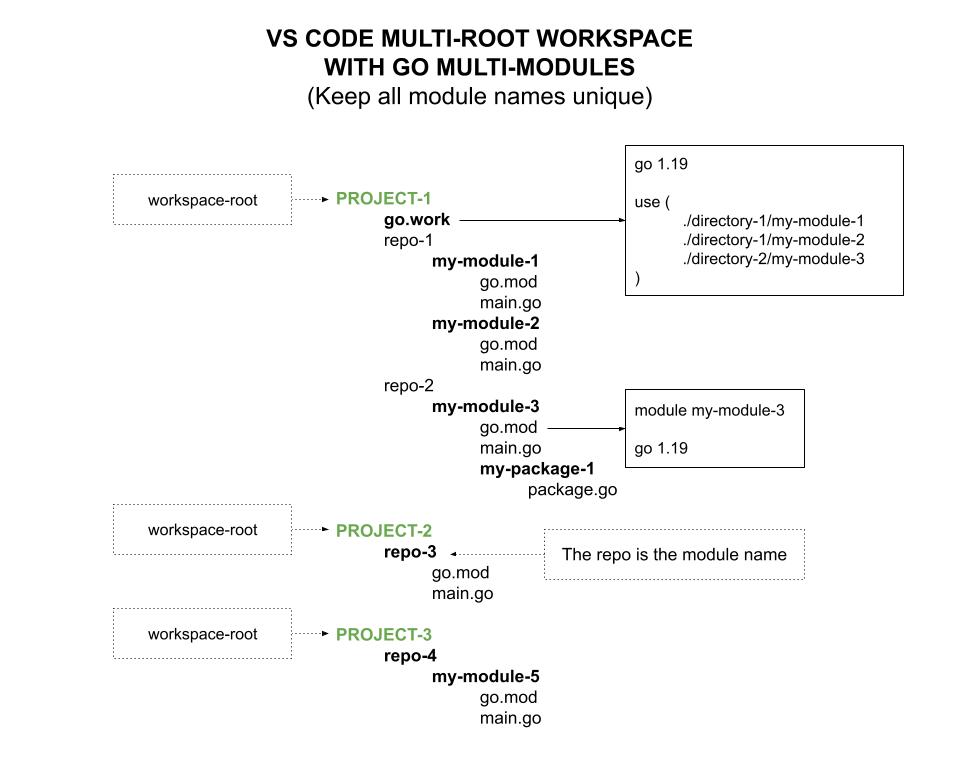 VS CODE MULTI-ROOT WORKSPACE
WITH GO MULTI-MODULES
(Keep all module names unique)
workspace-root
PROJECT-1
go.work
repo-1
my-module-1
go.mod
main.go
my-module-2
go.mod
main.go
repo-2
my-module-3
go.mod
main.go
my-package-1
package.go
go 1.19
use (
./directory-1/my-module-1
./directory-1/my-module-2
./directory-2/my-module-3
)
module my-module-3
go 1.19
workspace-root
PROJECT-2
repo-3
go.mod
main.go
The repo is the module name
workspace-root
PROJECT-3
repo-4
my-module-5
go.mod
main.go